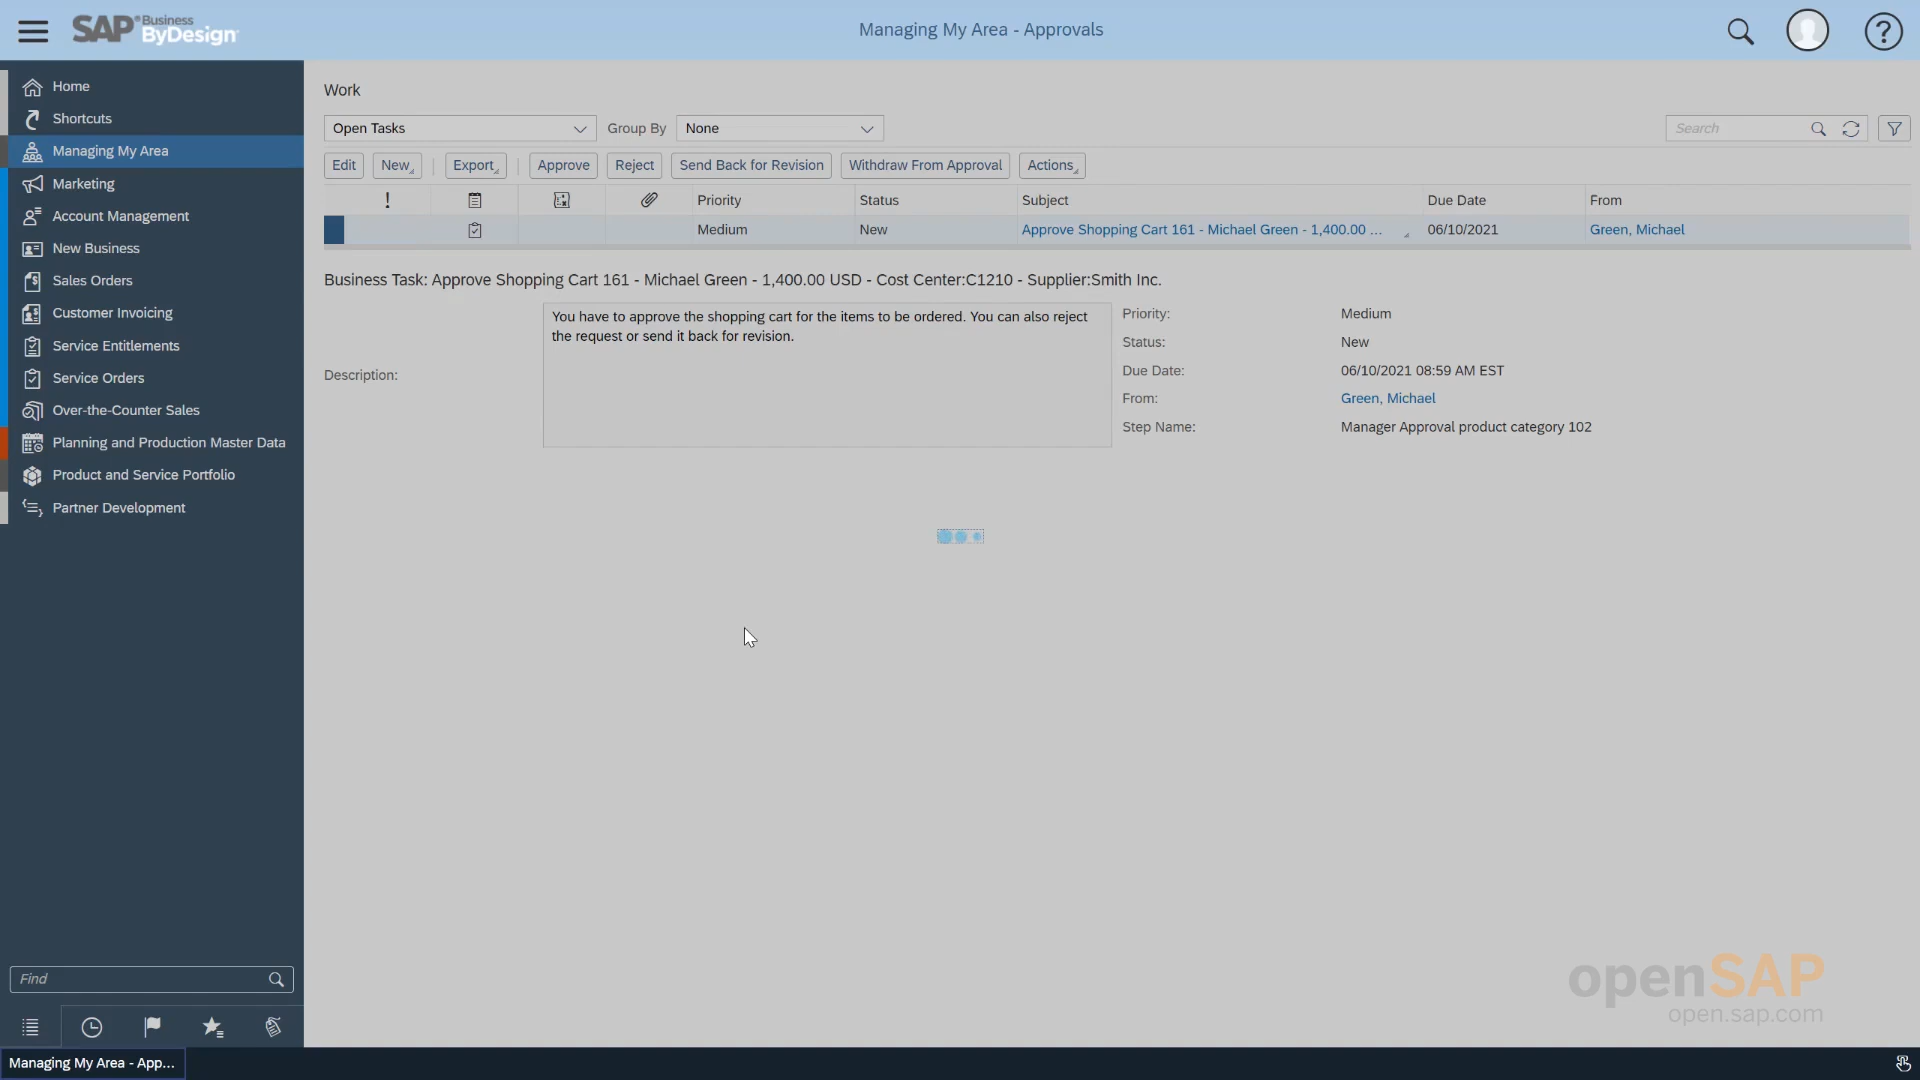 SAP Business ByDesign
Managing My Area - Approvals
?
Home
Shortcuts
Managing My Area
Marketing
Account Management
New Business
Sales Orders
Customer Invoicing
Service Entitlements
Service Orders
Over-the-Counter Sales
Planning and Production Master Data
Product and Service Portfolio
Partner Development
Find
Work
Open Tasks Group By None Search
Edit New Export Approve Reject Send Back for Revision Withdraw From Approval Actions
! Priority Status Subject Due Date From
Medium New Approve Shopping Cart 161 - Michael Green - 1,400.00 ... 06/10/2021 Green, Michael
Business Task: Approve Shopping Cart 161 - Michael Green - 1,400.00 USD - Cost Center:C1210 - Supplier:Smith Inc.
Description:
You have to approve the shopping cart for the items to be ordered. You can also reject
the request or send it back for revision.
Priority: Medium
Status: New
Due Date: 06/10/2021 08:59 AM EST
From: Green, Michael
Step Name: Manager Approval product category 102
openSAP
open.sap.com
Managing My Area - App...